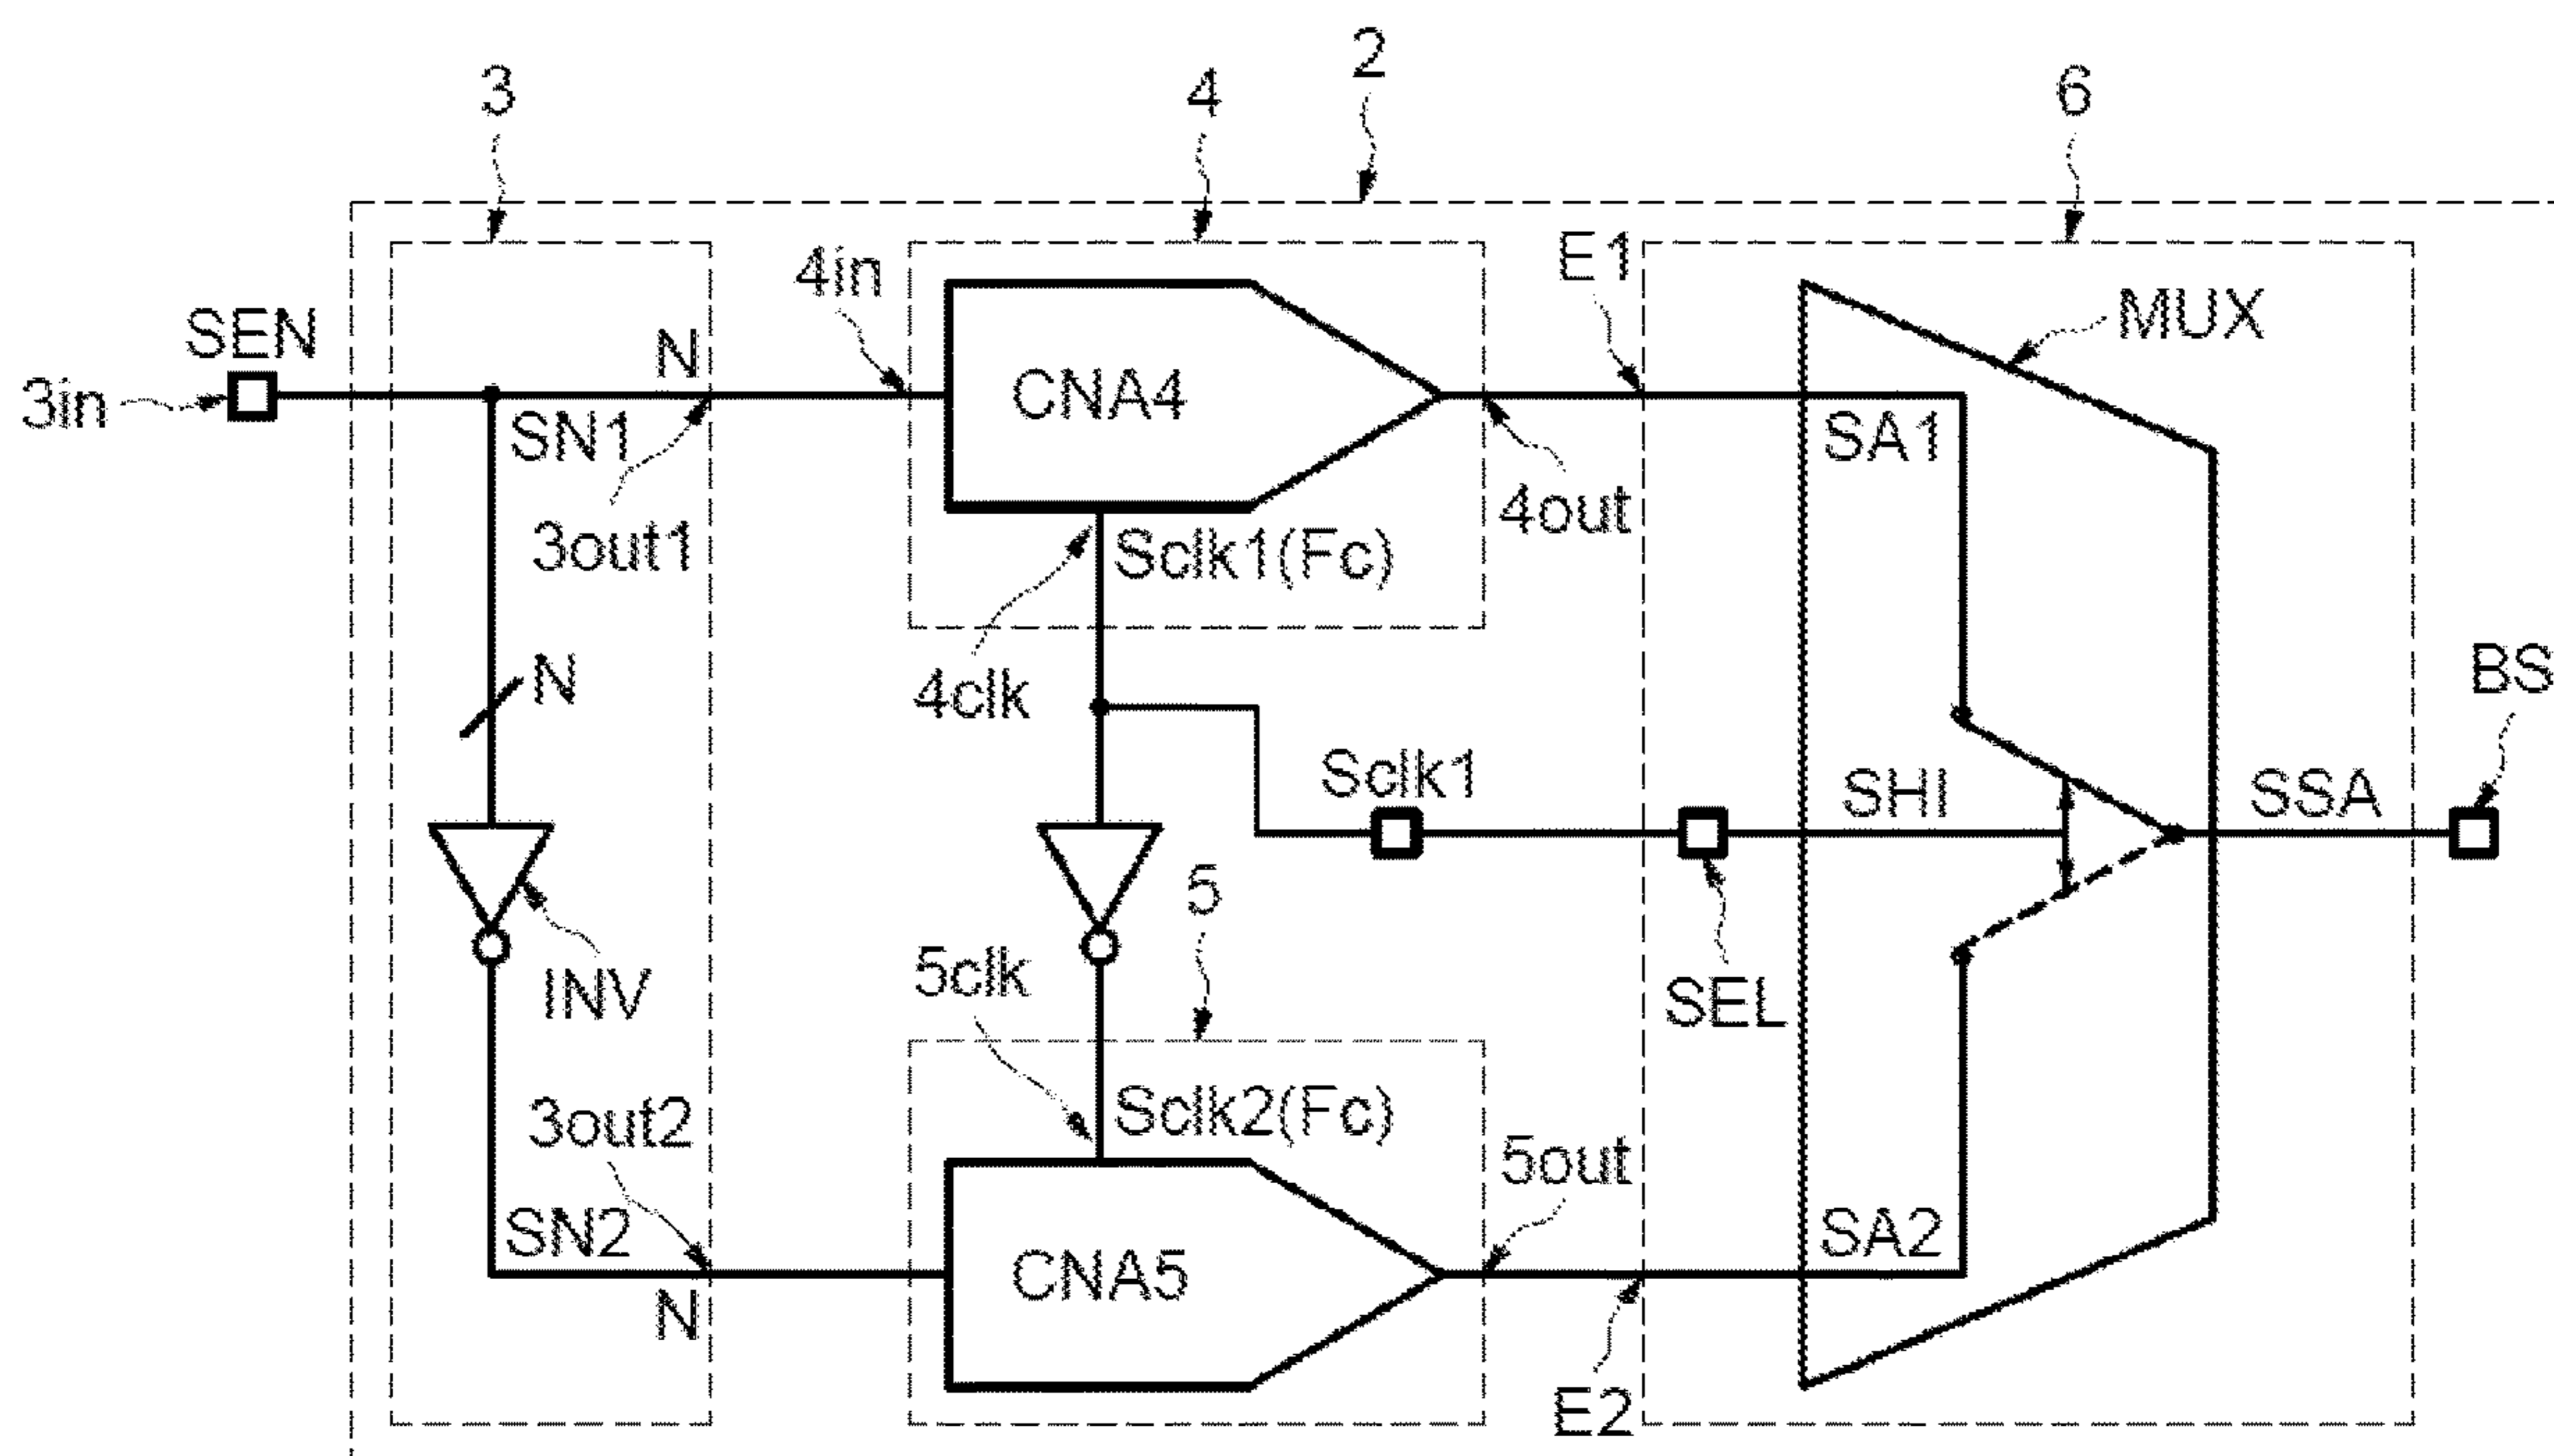 2
3
4
6
4in
E1
SEN
N
MUX
3in
CNA4
SN1
SA1
3out1
4out
Sclk1(Fc)
N
4clk
BS
Sclk1
SHI
SSA
5
INV
5clk
SEL
3out2
Sclk2(Fc)
5out
SN2
SA2
CNA5
N
E2